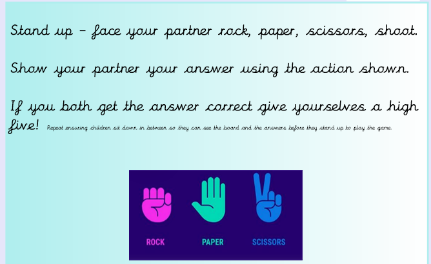 Stand up - face your partner rock, paper, scissors, shoot.
Show your partner your answer using the action shown.
If you both get the answer correct give yourselves a high
five! Repeat ensuring children sit down in between so they can see the board and the answers before they stand up to play the game.
ROCK PAPER SCISSORS